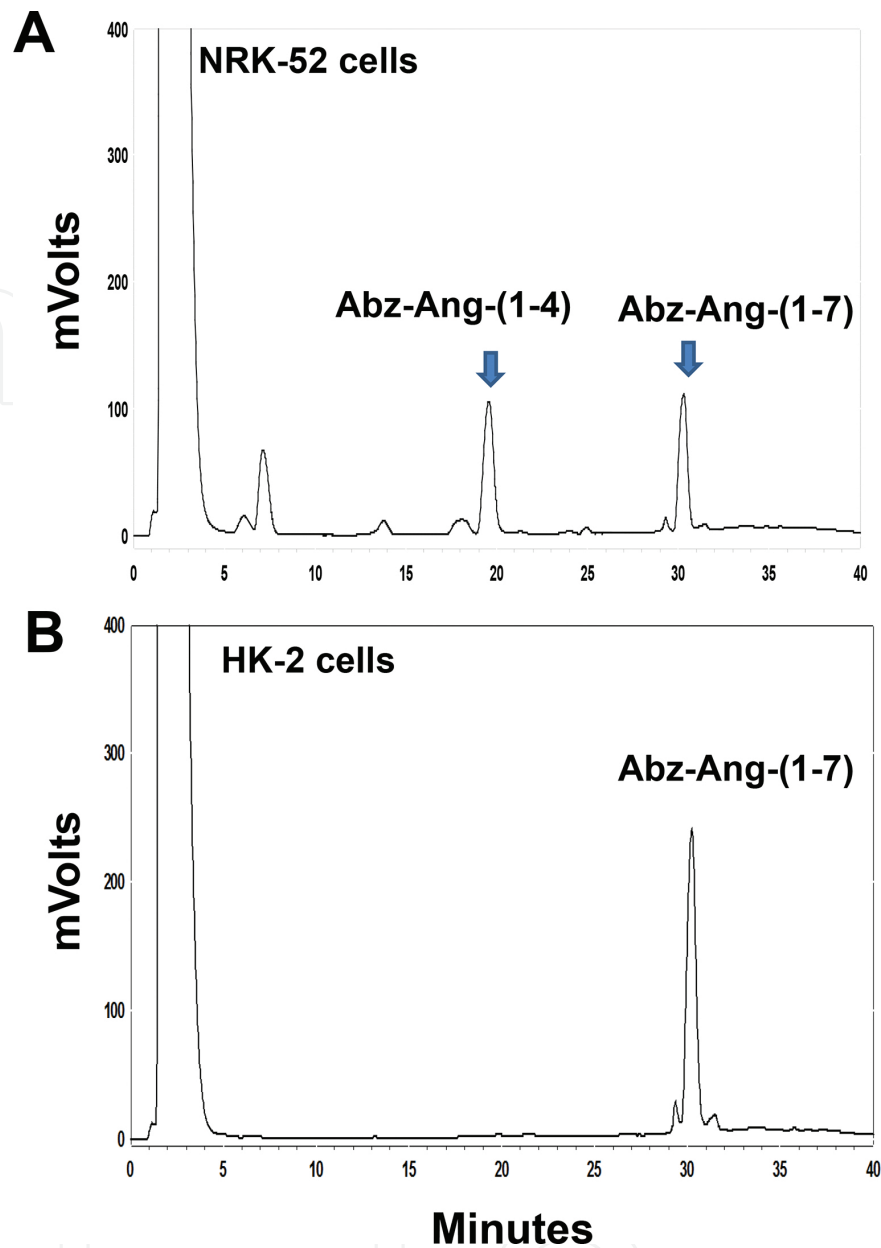 A
NRK-52 cells
mVolts
400
300
200
100
0
Abz-Ang-(1-4)
Abz-Ang-(1-7)
0 5 10 15 20 25 30 35 40
B
HK-2 cells
mVolts
400
300
200
100
0
Abz-Ang-(1-7)
0 5 10 15 20 25 30 35 40
Minutes